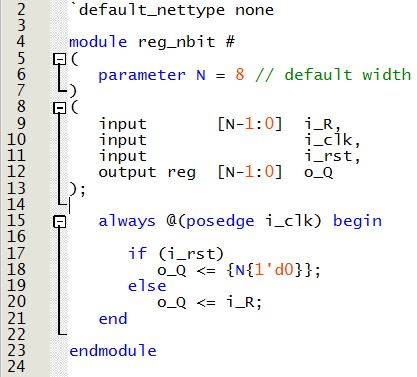 2 `default_nettype none
3
4 module reg_nbit #
5 (
6 parameter N = 8 // default width
7 )
8 (
9 input [N-1:0] i_R,
10 input i_clk,
11 input i_rst,
12 output reg [N-1:0] o_Q
13 );
14
15 always @(posedge i_clk) begin
16
17 if (i_rst)
18 o_Q <= {N{1'd0}};
19 else
20 o_Q <= i_R;
21 end
22
23 endmodule
24